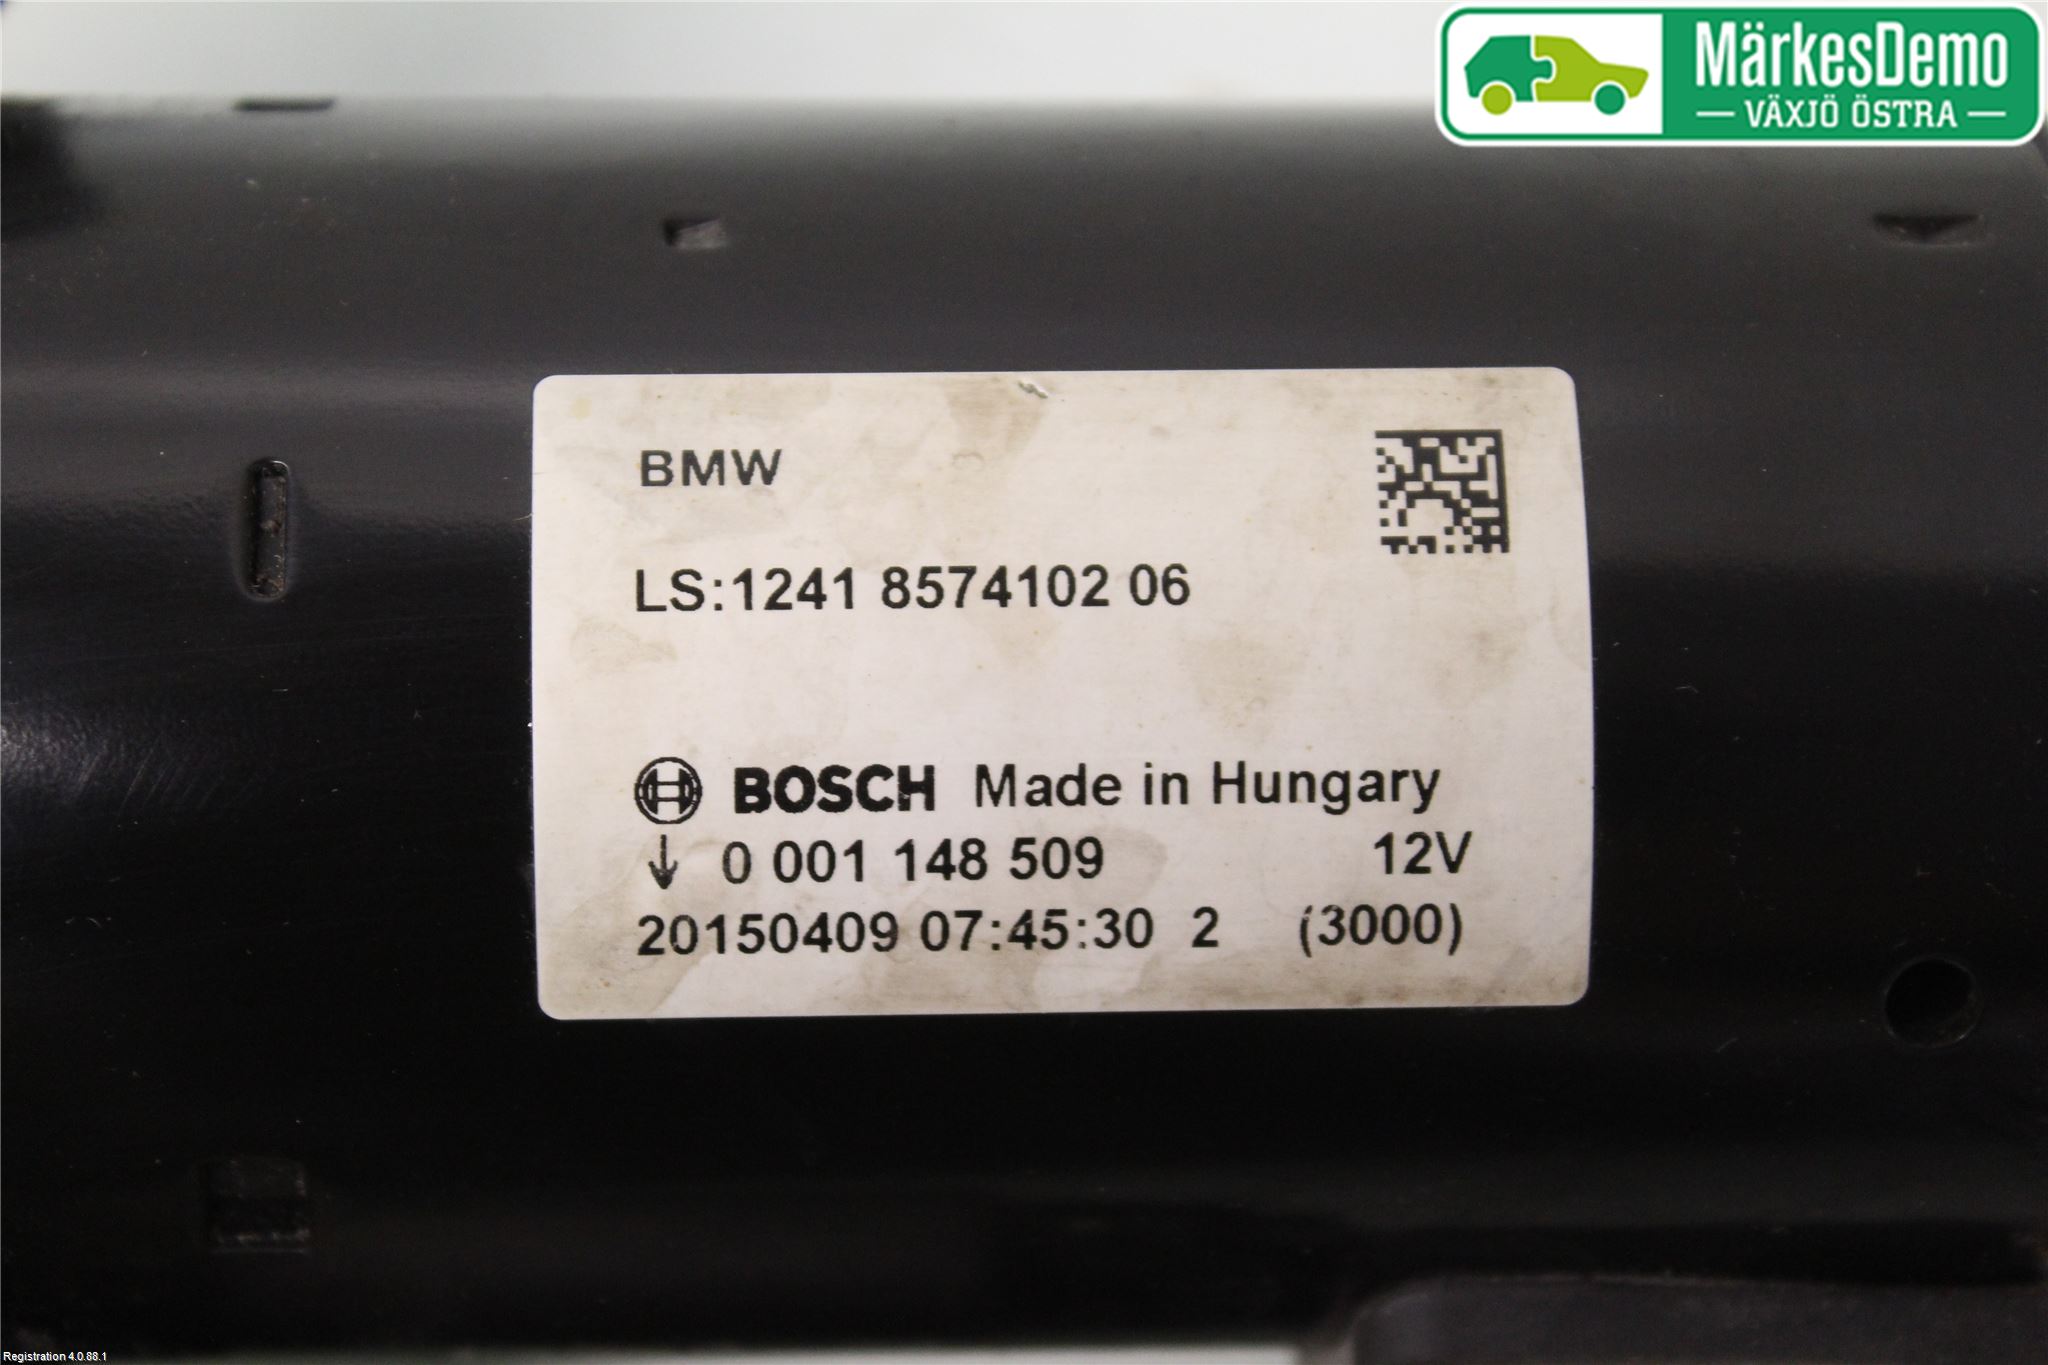 MärkesDemo
VÄXJÖ ÖSTRA
BMW
LS:1241 8574102 06
BOSCH Made in Hungary
↓ 0 001 148 509 12V
20150409 07:45:30 2 (3000)
Registration 4.0.88.1